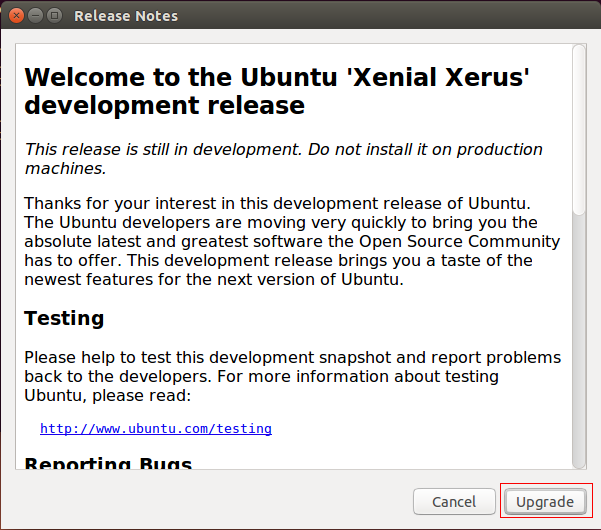 Release Notes
Welcome to the Ubuntu 'Xenial Xerus'
development release
This release is still in development. Do not install it on production
machines.
Thanks for your interest in this development release of Ubuntu.
The Ubuntu developers are moving very quickly to bring you the
absolute latest and greatest software the Open Source Community
has to offer. This development release brings you a taste of the
newest features for the next version of Ubuntu.
Testing
Please help to test this development snapshot and report problems
back to the developers. For more information about testing
Ubuntu, please read:
http://www.ubuntu.com/testing
Reporting Bugs
Cancel
Upgrade